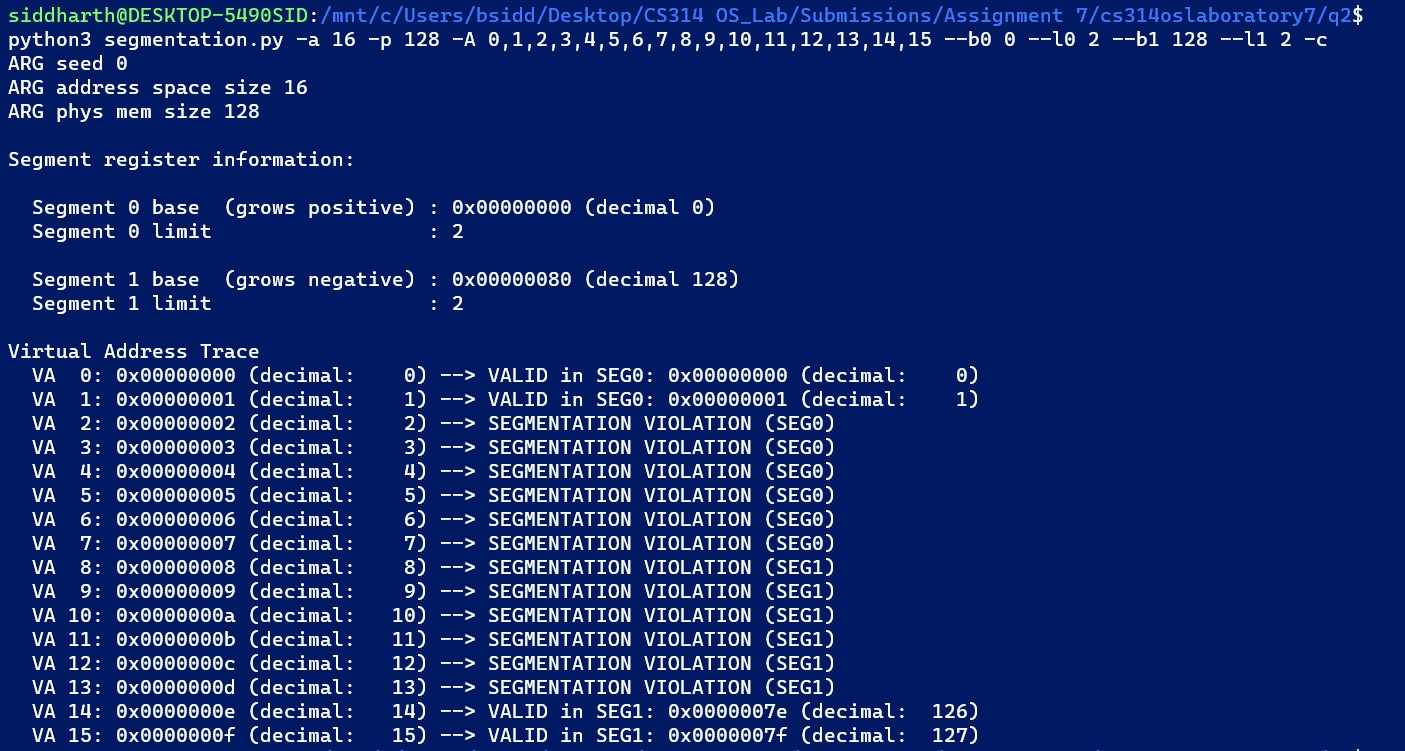 siddharth@DESKTOP-5490SID:/mnt/c/Users/bsidd/Desktop/CS314 OS_Lab/Submissions/Assignment 7/cs314oslaboratory7/q2$
python3 segmentation.py -a 16 -p 128 -A 0,1,2,3,4,5,6,7,8,9,10,11,12,13,14,15 --b0 0 --l0 2 --b1 128 --l1 2 -c
ARG seed 0
ARG address space size 16
ARG phys mem size 128

Segment register information:

  Segment 0 base  (grows positive) : 0x00000000 (decimal 0)
  Segment 0 limit                  : 2

  Segment 1 base  (grows negative) : 0x00000080 (decimal 128)
  Segment 1 limit                  : 2

Virtual Address Trace
  VA  0: 0x00000000 (decimal:    0) --> VALID in SEG0: 0x00000000 (decimal:    0)
  VA  1: 0x00000001 (decimal:    1) --> VALID in SEG0: 0x00000001 (decimal:    1)
  VA  2: 0x00000002 (decimal:    2) --> SEGMENTATION VIOLATION (SEG0)
  VA  3: 0x00000003 (decimal:    3) --> SEGMENTATION VIOLATION (SEG0)
  VA  4: 0x00000004 (decimal:    4) --> SEGMENTATION VIOLATION (SEG0)
  VA  5: 0x00000005 (decimal:    5) --> SEGMENTATION VIOLATION (SEG0)
  VA  6: 0x00000006 (decimal:    6) --> SEGMENTATION VIOLATION (SEG0)
  VA  7: 0x00000007 (decimal:    7) --> SEGMENTATION VIOLATION (SEG0)
  VA  8: 0x00000008 (decimal:    8) --> SEGMENTATION VIOLATION (SEG1)
  VA  9: 0x00000009 (decimal:    9) --> SEGMENTATION VIOLATION (SEG1)
  VA 10: 0x0000000a (decimal:   10) --> SEGMENTATION VIOLATION (SEG1)
  VA 11: 0x0000000b (decimal:   11) --> SEGMENTATION VIOLATION (SEG1)
  VA 12: 0x0000000c (decimal:   12) --> SEGMENTATION VIOLATION (SEG1)
  VA 13: 0x0000000d (decimal:   13) --> SEGMENTATION VIOLATION (SEG1)
  VA 14: 0x0000000e (decimal:   14) --> VALID in SEG1: 0x0000007e (decimal:  126)
  VA 15: 0x0000000f (decimal:   15) --> VALID in SEG1: 0x0000007f (decimal:  127)